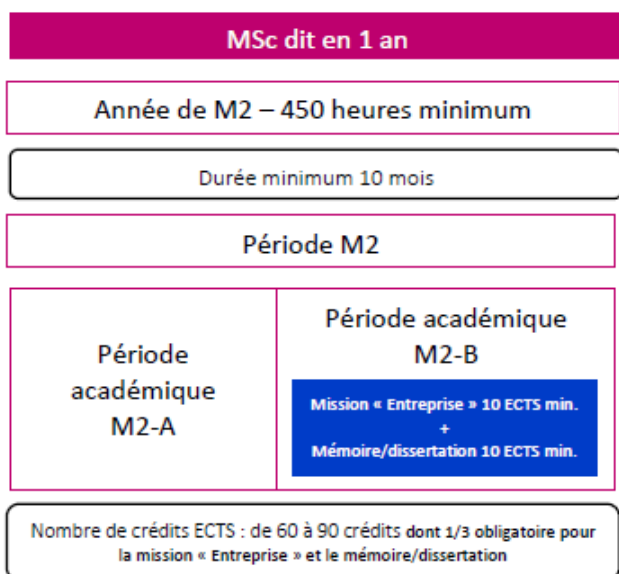 MSc dit en 1 an
Année de M2 – 450 heures minimum
Durée minimum 10 mois
Période M2
Période
académique
M2-A
Période académique
M2-B
Mission « Entreprise » 10 ECTS min.
+
Mémoire/dissertation 10 ECTS min.
Nombre de crédits ECTS : de 60 à 90 crédits dont 1/3 obligatoire pour
la mission « Entreprise » et le mémoire/dissertation